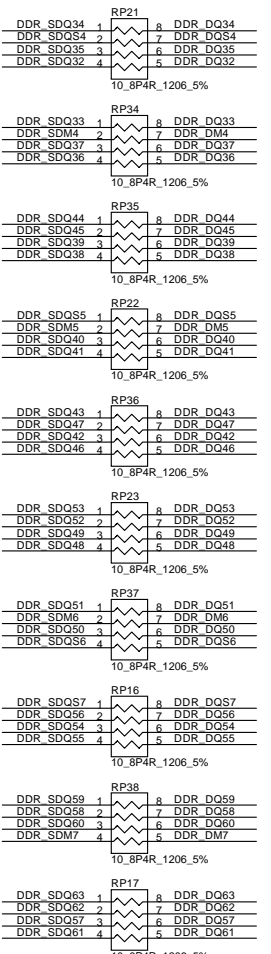 RP21
DDR_SDQ34 1 8 DDR_DQ34
DDR_SDQS4 2 7 DDR_DQS4
DDR_SDQ35 3 6 DDR_DQ35
DDR_SDQ32 4 5 DDR_DQ32
10_8P4R_1206_5%
RP34
DDR_SDQ33 1 8 DDR_DQ33
DDR_SDM4 2 7 DDR_DM4
DDR_SDQ37 3 6 DDR_DQ37
DDR_SDQ36 4 5 DDR_DQ36
10_8P4R_1206_5%
RP35
DDR_SDQ44 1 8 DDR_DQ44
DDR_SDQ45 2 7 DDR_DQ45
DDR_SDQ39 3 6 DDR_DQ39
DDR_SDQ38 4 5 DDR_DQ38
10_8P4R_1206_5%
RP22
DDR_SDQS5 1 8 DDR_DQS5
DDR_SDM5 2 7 DDR_DM5
DDR_SDQ40 3 6 DDR_DQ40
DDR_SDQ41 4 5 DDR_DQ41
10_8P4R_1206_5%
RP36
DDR_SDQ43 1 8 DDR_DQ43
DDR_SDQ47 2 7 DDR_DQ47
DDR_SDQ42 3 6 DDR_DQ42
DDR_SDQ46 4 5 DDR_DQ46
10_8P4R_1206_5%
RP23
DDR_SDQ53 1 8 DDR_DQ53
DDR_SDQ52 2 7 DDR_DQ52
DDR_SDQ49 3 6 DDR_DQ49
DDR_SDQ48 4 5 DDR_DQ48
10_8P4R_1206_5%
RP37
DDR_SDQ51 1 8 DDR_DQ51
DDR_SDM6 2 7 DDR_DM6
DDR_SDQ50 3 6 DDR_DQ50
DDR_SDQS6 4 5 DDR_DQS6
10_8P4R_1206_5%
RP16
DDR_SDQS7 1 8 DDR_DQS7
DDR_SDQ56 2 7 DDR_DQ56
DDR_SDQ54 3 6 DDR_DQ54
DDR_SDQ55 4 5 DDR_DQ55
10_8P4R_1206_5%
RP38
DDR_SDQ59 1 8 DDR_DQ59
DDR_SDQ58 2 7 DDR_DQ58
DDR_SDQ60 3 6 DDR_DQ60
DDR_SDM7 4 5 DDR_DM7
10_8P4R_1206_5%
RP17
DDR_SDQ63 1 8 DDR_DQ63
DDR_SDQ62 2 7 DDR_DQ62
DDR_SDQ57 3 6 DDR_DQ57
DDR_SDQ61 4 5 DDR_DQ61